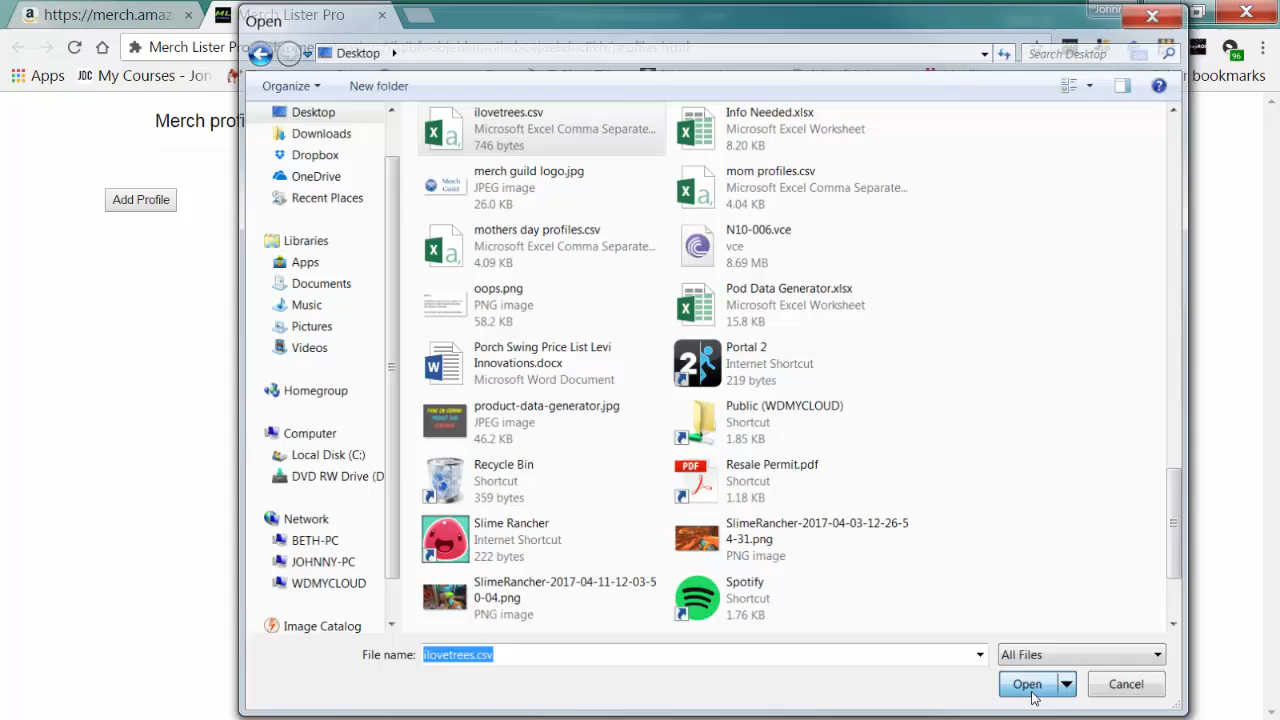 https://merch.amaz
Merch Lister Pro
Open
Johnn
Merch Lister Pro
Desktop
Search Desktop
96
Apps
JDC My Courses - Jon
r bookmarks
Organize
New folder
Merch profi
Add Profile
Desktop
Downloads
Dropbox
OneDrive
Recent Places
Libraries
Apps
Documents
Music
Pictures
Videos
Homegroup
Computer
Local Disk (C:)
DVD RW Drive (D
Network
BETH-PC
JOHNNY-PC
WDMYCLOUD
Image Catalog
ilovetrees.csv
Microsoft Excel Comma Separate...
746 bytes
Info Needed.xlsx
Microsoft Excel Worksheet
8.20 KB
merch guild logo.jpg
JPEG image
26.0 KB
Merch
Guild
mom profiles.csv
Microsoft Excel Comma Separate...
4.04 KB
mothers day profiles.csv
Microsoft Excel Comma Separate...
4.09 KB
N10-006.vce
vce
8.69 MB
oops.png
PNG image
58.2 KB
Pod Data Generator.xlsx
Microsoft Excel Worksheet
15.8 KB
Porch Swing Price List Levi
Innovations.docx
Microsoft Word Document
Portal 2
Internet Shortcut
219 bytes
product-data-generator.jpg
JPEG image
46.2 KB
Public (WDMYCLOUD)
Shortcut
1.85 KB
Recycle Bin
Shortcut
359 bytes
PDF
Resale Permit.pdf
Shortcut
1.18 KB
Slime Rancher
Internet Shortcut
222 bytes
SlimeRancher-2017-04-03-12-26-5
4-31.png
PNG image
SlimeRancher-2017-04-11-12-03-5
0-04.png
PNG image
Spotify
Shortcut
1.76 KB
File name:
ilovetrees.csv
All Files
Open
Cancel